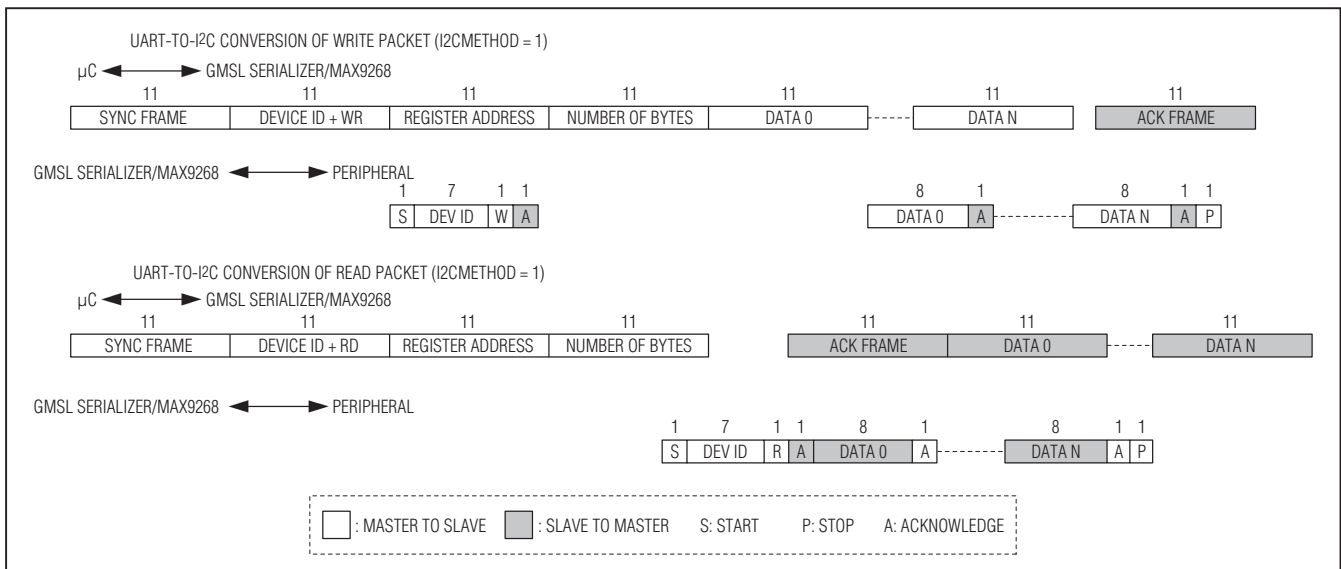 UART-TO-I2C CONVERSION OF WRITE PACKET (I2CMETHOD = 1)
µC GMSL SERIALIZER/MAX9268
11 11 11 11 11 11 11
SYNC FRAME DEVICE ID + WR REGISTER ADDRESS NUMBER OF BYTES DATA 0 DATA N ACK FRAME
GMSL SERIALIZER/MAX9268 PERIPHERAL
1 7 1 1 8 1 8 1 1
S DEV ID W A DATA 0 A DATA N A P
UART-TO-I2C CONVERSION OF READ PACKET (I2CMETHOD = 1)
µC GMSL SERIALIZER/MAX9268
11 11 11 11 11 11 11
SYNC FRAME DEVICE ID + RD REGISTER ADDRESS NUMBER OF BYTES ACK FRAME DATA 0 DATA N
GMSL SERIALIZER/MAX9268 PERIPHERAL
1 7 1 1 8 1 8 1 1
S DEV ID R A DATA 0 A DATA N A P
: MASTER TO SLAVE : SLAVE TO MASTER S: START P: STOP A: ACKNOWLEDGE